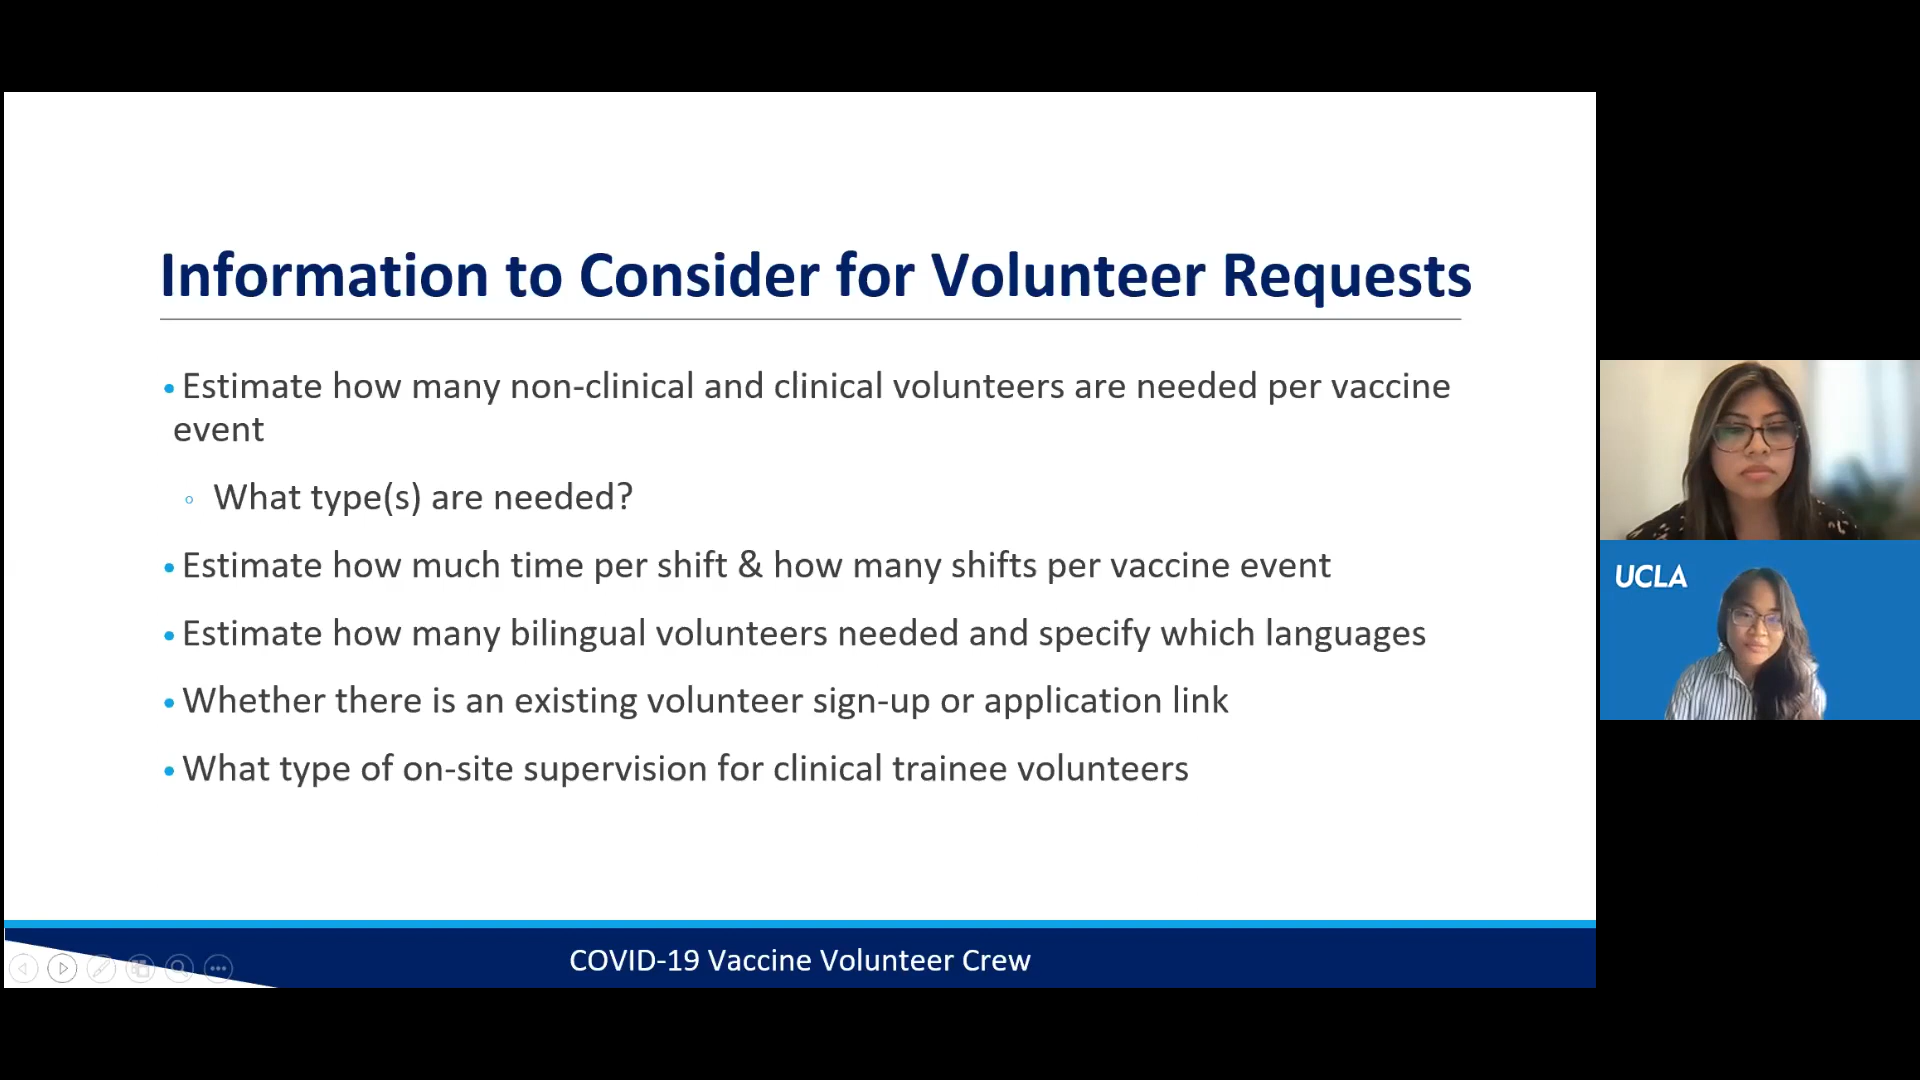 Information to Consider for Volunteer Requests
• Estimate how many non-clinical and clinical volunteers are needed per vaccine
event
◦ What type(s) are needed?
• Estimate how much time per shift & how many shifts per vaccine event
• Estimate how many bilingual volunteers needed and specify which languages
• Whether there is an existing volunteer sign-up or application link
• What type of on-site supervision for clinical trainee volunteers
COVID-19 Vaccine Volunteer Crew
UCLA